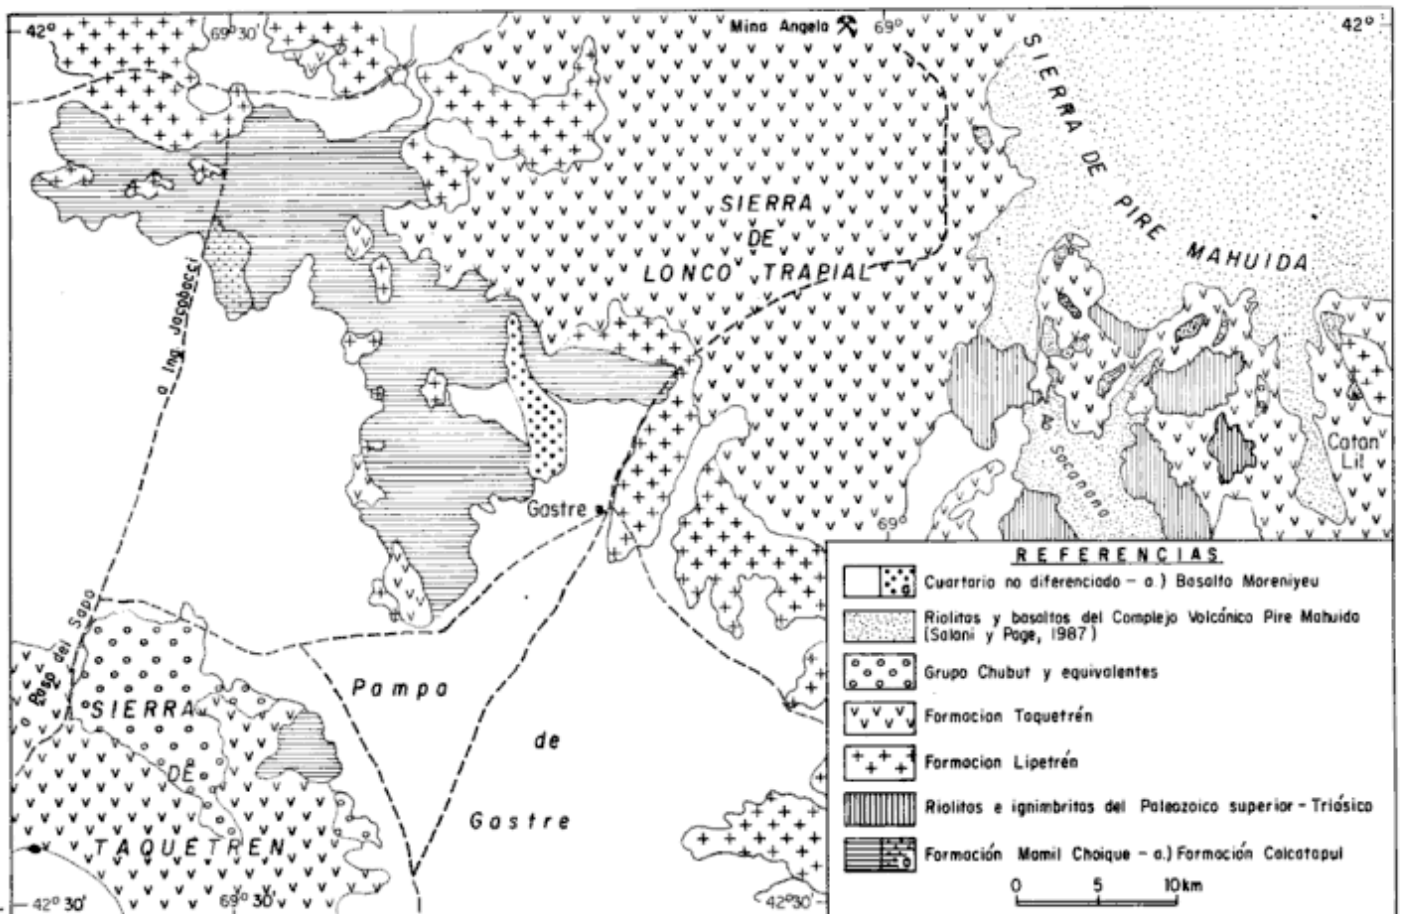 42°
69° 30'
Mina Angela
69°
42°
SIERRA DE PIRE MAHUIDA
SIERRA
DE
LONCO TRAPIAL
a Ing. Jacobacci
Ao Sacanana
Catan
Lil
Gastre
69°
Paso del Sapo
Pampa
de
Gastre
SIERRA
DE
TAQUETREN
42° 30'
69° 30'
42° 30'
REFERENCIAS
a
Cuartario no diferenciado - a.) Basalto Moreniyeu
Riolitas y basaltos del Complejo Volcánico Pire Mahuida
(Salani y Page, 1987)
Grupo Chubut y equivalentes
Formacion Taquetrén
Formacion Lipetrén
Riolitas e ignimbritas del Paleozoico superior - Triásico
a
Formación Mamil Choique - a.) Formación Calcatapul
0 5 10km